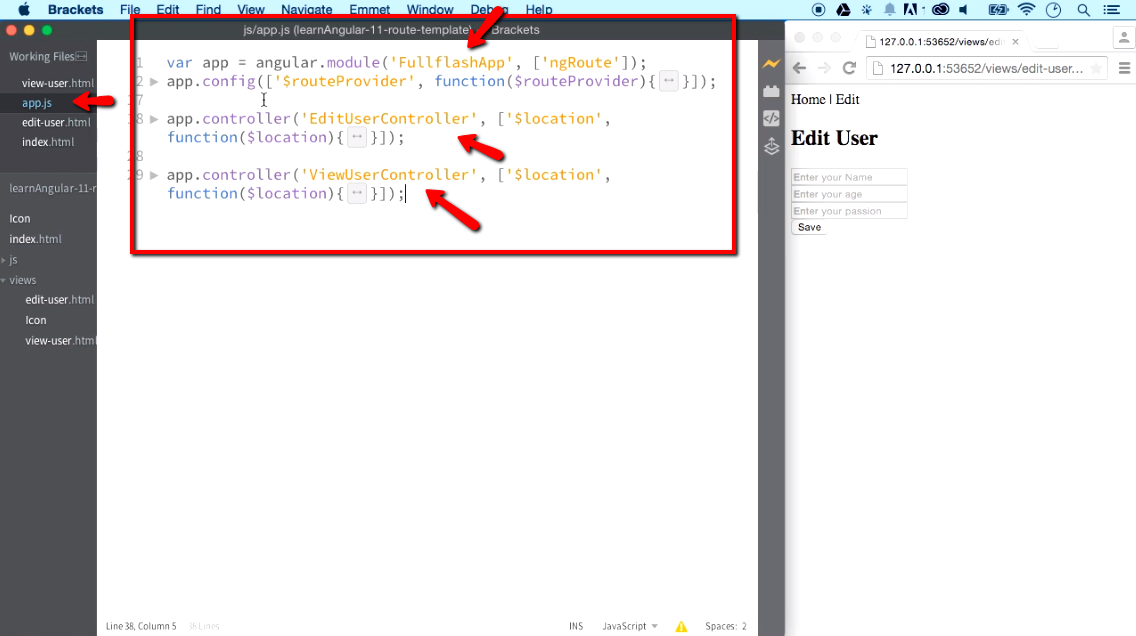 Brackets File Edit Find View Navigate Emmet Window Debug Help
js/app.js (learnAngular-11-route-template) Brackets
Working Files
view-user.html
app.js
edit-user.html
index.html
learnAngular-11-r
Icon
index.html
js
views
edit-user.html
Icon
view-user.html
1 var app = angular.module('FullflashApp', ['ngRoute']);
2 app.config(['$routeProvider', function($routeProvider){ ↔ }]);
17
18 app.controller('EditUserController', ['$location',
function($location){ ↔ }]);
28
29 app.controller('ViewUserController', ['$location',
function($location){ ↔ }]);
Line 38, Column 5 38 Lines
INS JavaScript Spaces: 2
127.0.0.1:53652/views/edi
127.0.0.1:53652/views/edit-user...
Home | Edit
Edit User
Enter your Name
Enter your age
Enter your passion
Save